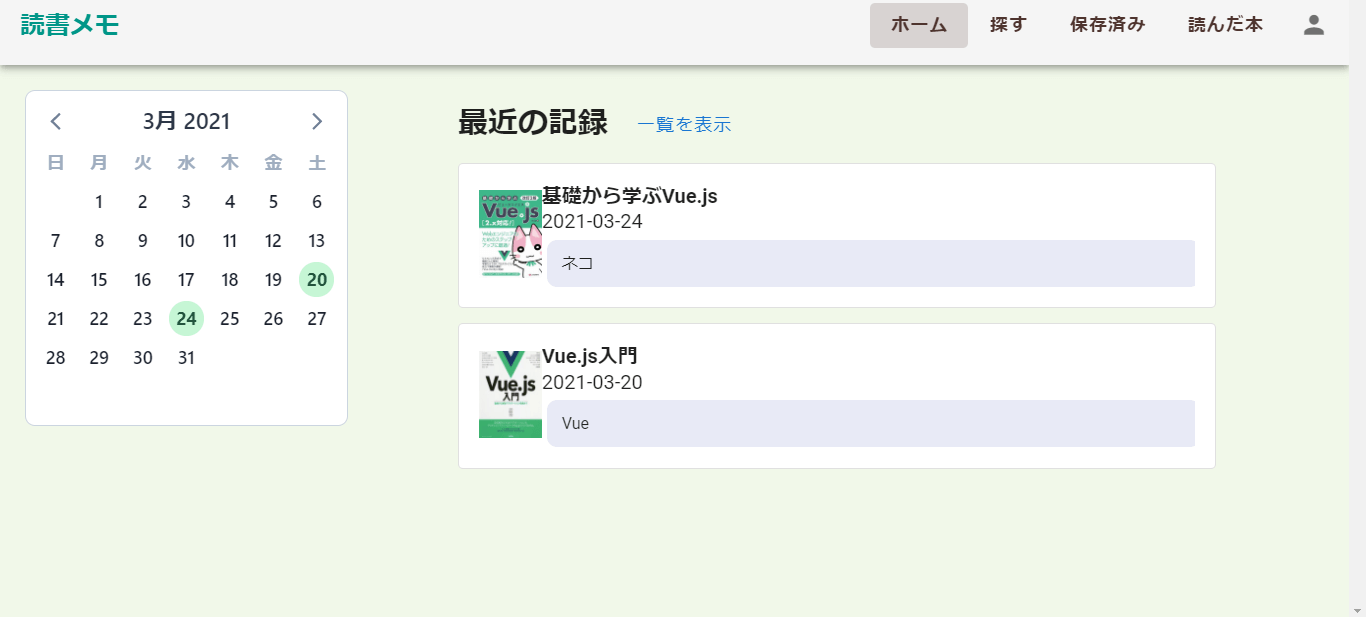 読書メモ
ホーム 探す 保存済み 読んだ本
3月 2021
日 月 火 水 木 金 土
1 2 3 4 5 6
7 8 9 10 11 12 13
14 15 16 17 18 19 20
21 22 23 24 25 26 27
28 29 30 31
最近の記録 一覧を表示
基礎から学ぶVue.js
2021-03-24
ネコ
Vue.js
Vue.js入門
2021-03-20
Vue
Vue.js
入門